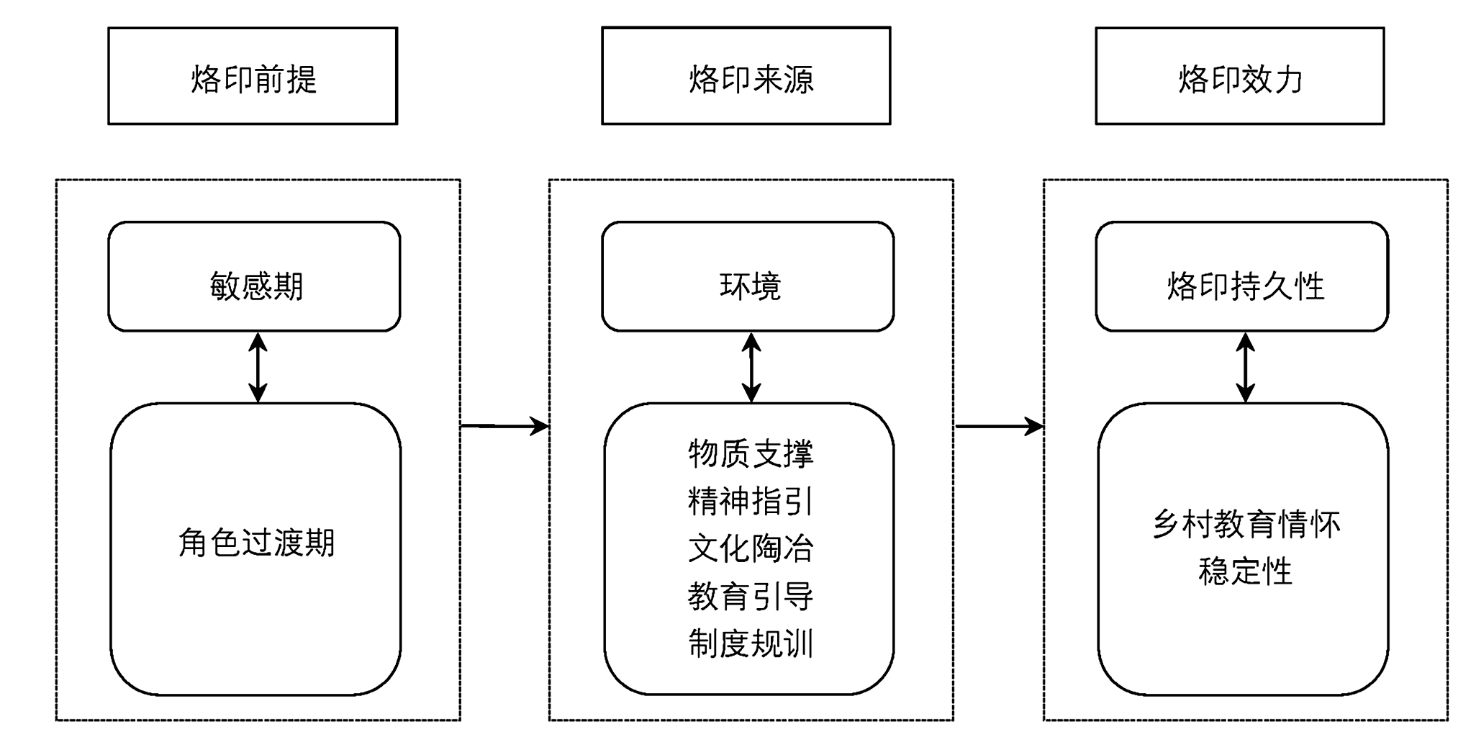 烙印前提
烙印来源
烙印效力
敏感期
环境
烙印持久性
角色过渡期
物质支撑
精神指引
文化陶冶
教育引导
制度规训
乡村教育情怀
稳定性